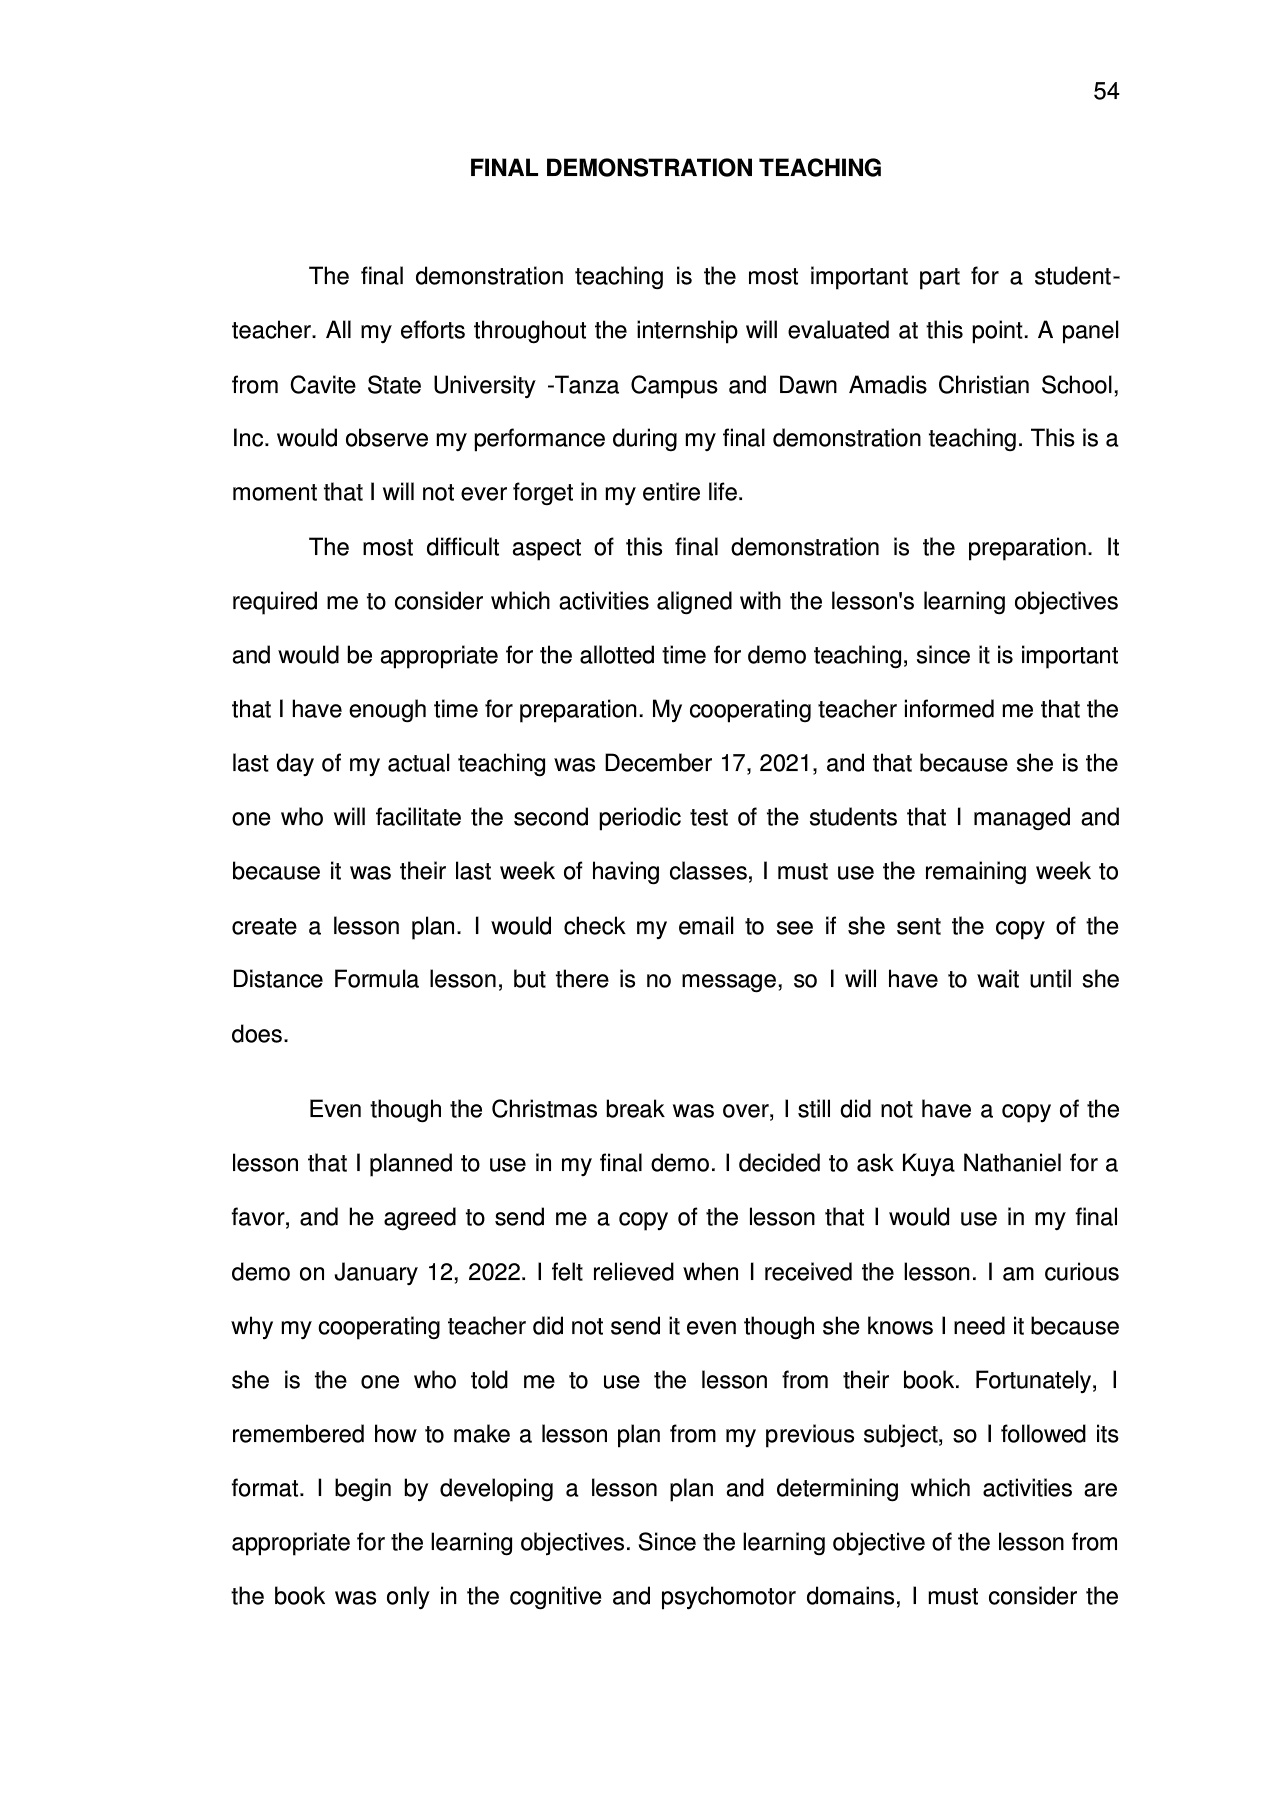 54
FINAL DEMONSTRATION TEACHING
The final demonstration teaching is the most important part for a student-
teacher. All my efforts throughout the internship will evaluated at this point. A panel
from Cavite State University -Tanza Campus and Dawn Amadis Christian School,
Inc. would observe my performance during my final demonstration teaching. This is a
moment that I will not ever forget in my entire life.
The most difficult aspect of this final demonstration is the preparation. It
required me to consider which activities aligned with the lesson's learning objectives
and would be appropriate for the allotted time for demo teaching, since it is important
that I have enough time for preparation. My cooperating teacher informed me that the
last day of my actual teaching was December 17, 2021, and that because she is the
one who will facilitate the second periodic test of the students that I managed and
because it was their last week of having classes, I must use the remaining week to
create a lesson plan. I would check my email to see if she sent the copy of the
Distance Formula lesson, but there is no message, so I will have to wait until she
does.
Even though the Christmas break was over, I still did not have a copy of the
lesson that I planned to use in my final demo. I decided to ask Kuya Nathaniel for a
favor, and he agreed to send me a copy of the lesson that I would use in my final
demo on January 12, 2022. I felt relieved when I received the lesson. I am curious
why my cooperating teacher did not send it even though she knows I need it because
she is the one who told me to use the lesson from their book. Fortunately, I
remembered how to make a lesson plan from my previous subject, so I followed its
format. I begin by developing a lesson plan and determining which activities are
appropriate for the learning objectives. Since the learning objective of the lesson from
the book was only in the cognitive and psychomotor domains, I must consider the